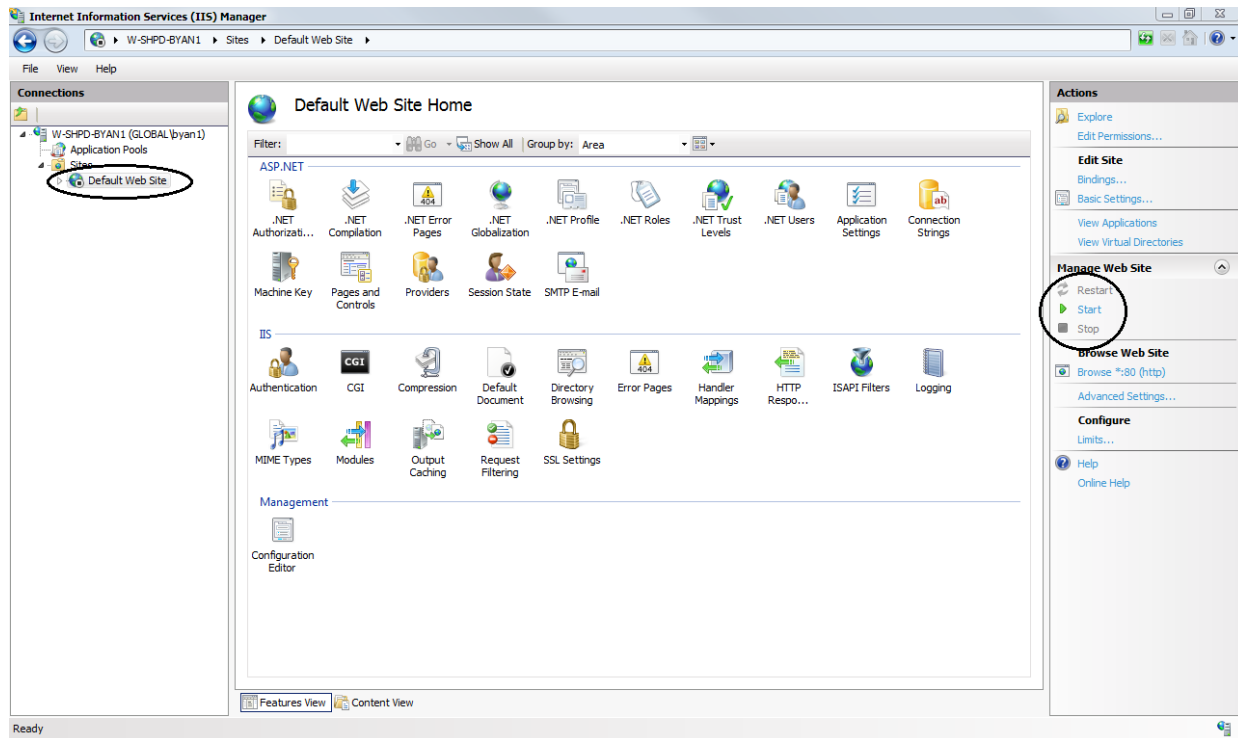 Internet Information Services (IIS) Manager
W-SHPD-BYAN1 Sites Default Web Site
File View Help
Connections
W-SHPD-BYAN1 (GLOBAL\byan1)
Application Pools
Sites
Default Web Site
Default Web Site Home
Filter: Go Show All Group by: Area
ASP.NET
.NET Authorizati...
.NET Compilation
.NET Error Pages
.NET Globalization
.NET Profile
.NET Roles
.NET Trust Levels
.NET Users
Application Settings
Connection Strings
Machine Key
Pages and Controls
Providers
Session State
SMTP E-mail
IIS
Authentication
CGI
Compression
Default Document
Directory Browsing
Error Pages
Handler Mappings
HTTP Respo...
ISAPI Filters
Logging
MIME Types
Modules
Output Caching
Request Filtering
SSL Settings
Management
Configuration Editor
Features View Content View
Actions
Explore
Edit Permissions...
Edit Site
Bindings...
Basic Settings...
View Applications
View Virtual Directories
Manage Web Site
Restart
Start
Stop
Browse Web Site
Browse *:80 (http)
Advanced Settings...
Configure
Limits...
Help
Online Help
Ready